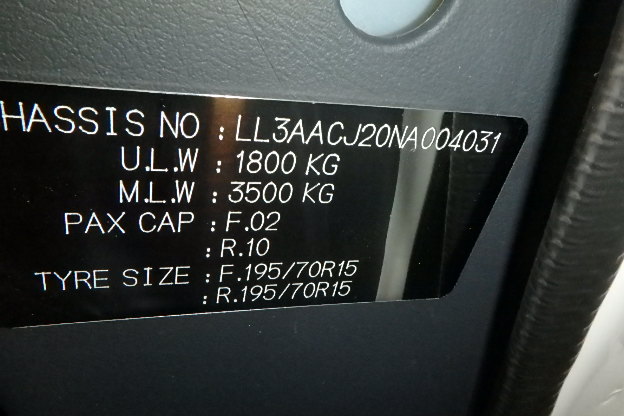 HASSIS NO : LL3AACJ20NA004031
U.L.W : 1800 KG
M.L.W : 3500 KG
PAX CAP : F.02
: R.10
TYRE SIZE : F.195/70R15
: R.195/70R15